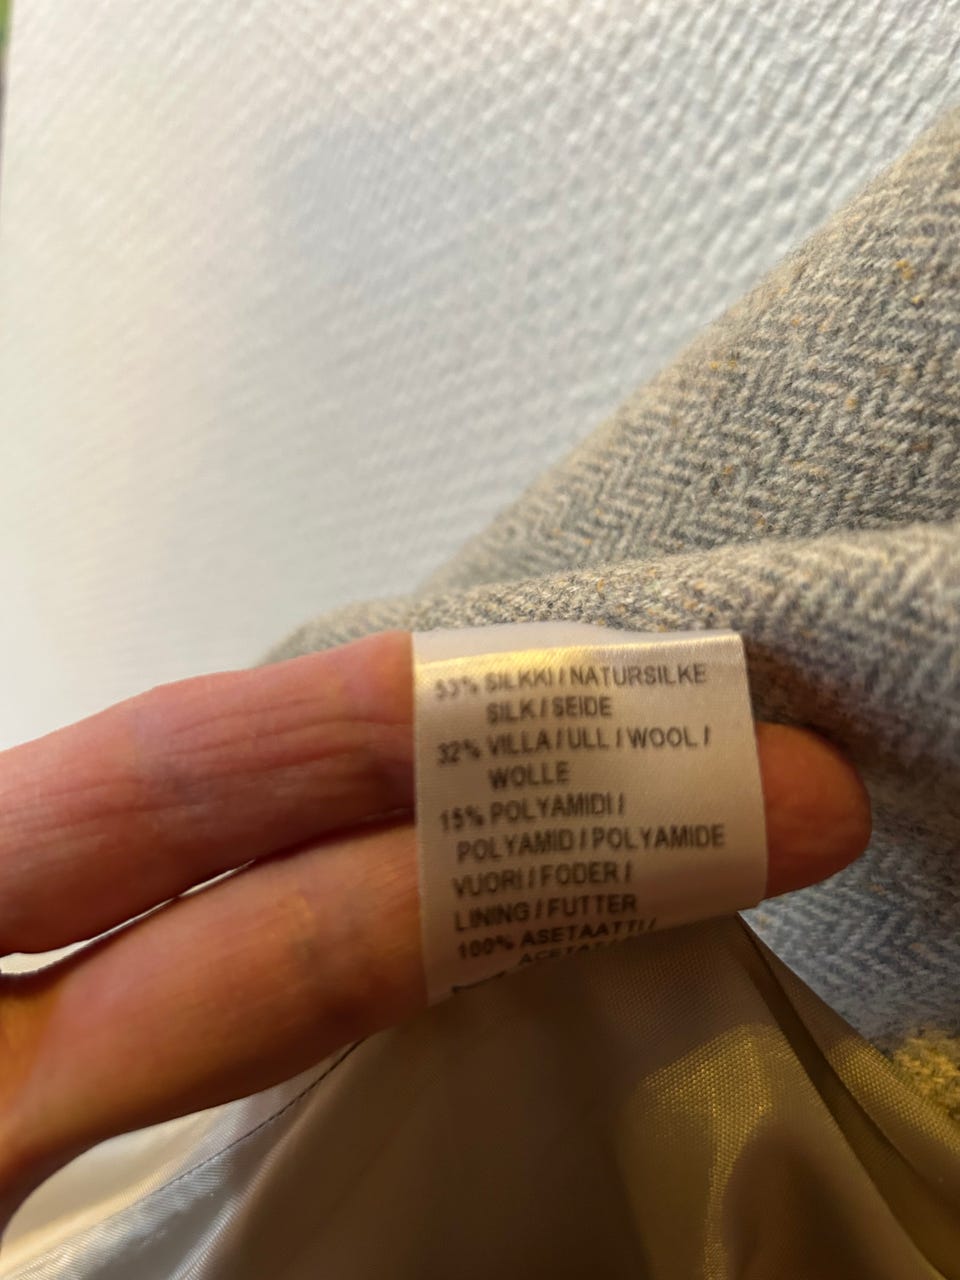 53% SILKKI / NATURSILKE
SILK / SEIDE
32% VILLA / ULL / WOOL /
WOLLE
15% POLYAMIDI /
POLYAMID / POLYAMIDE
VUORI / FODER /
LINING / FUTTER
100% ASETAATTI /